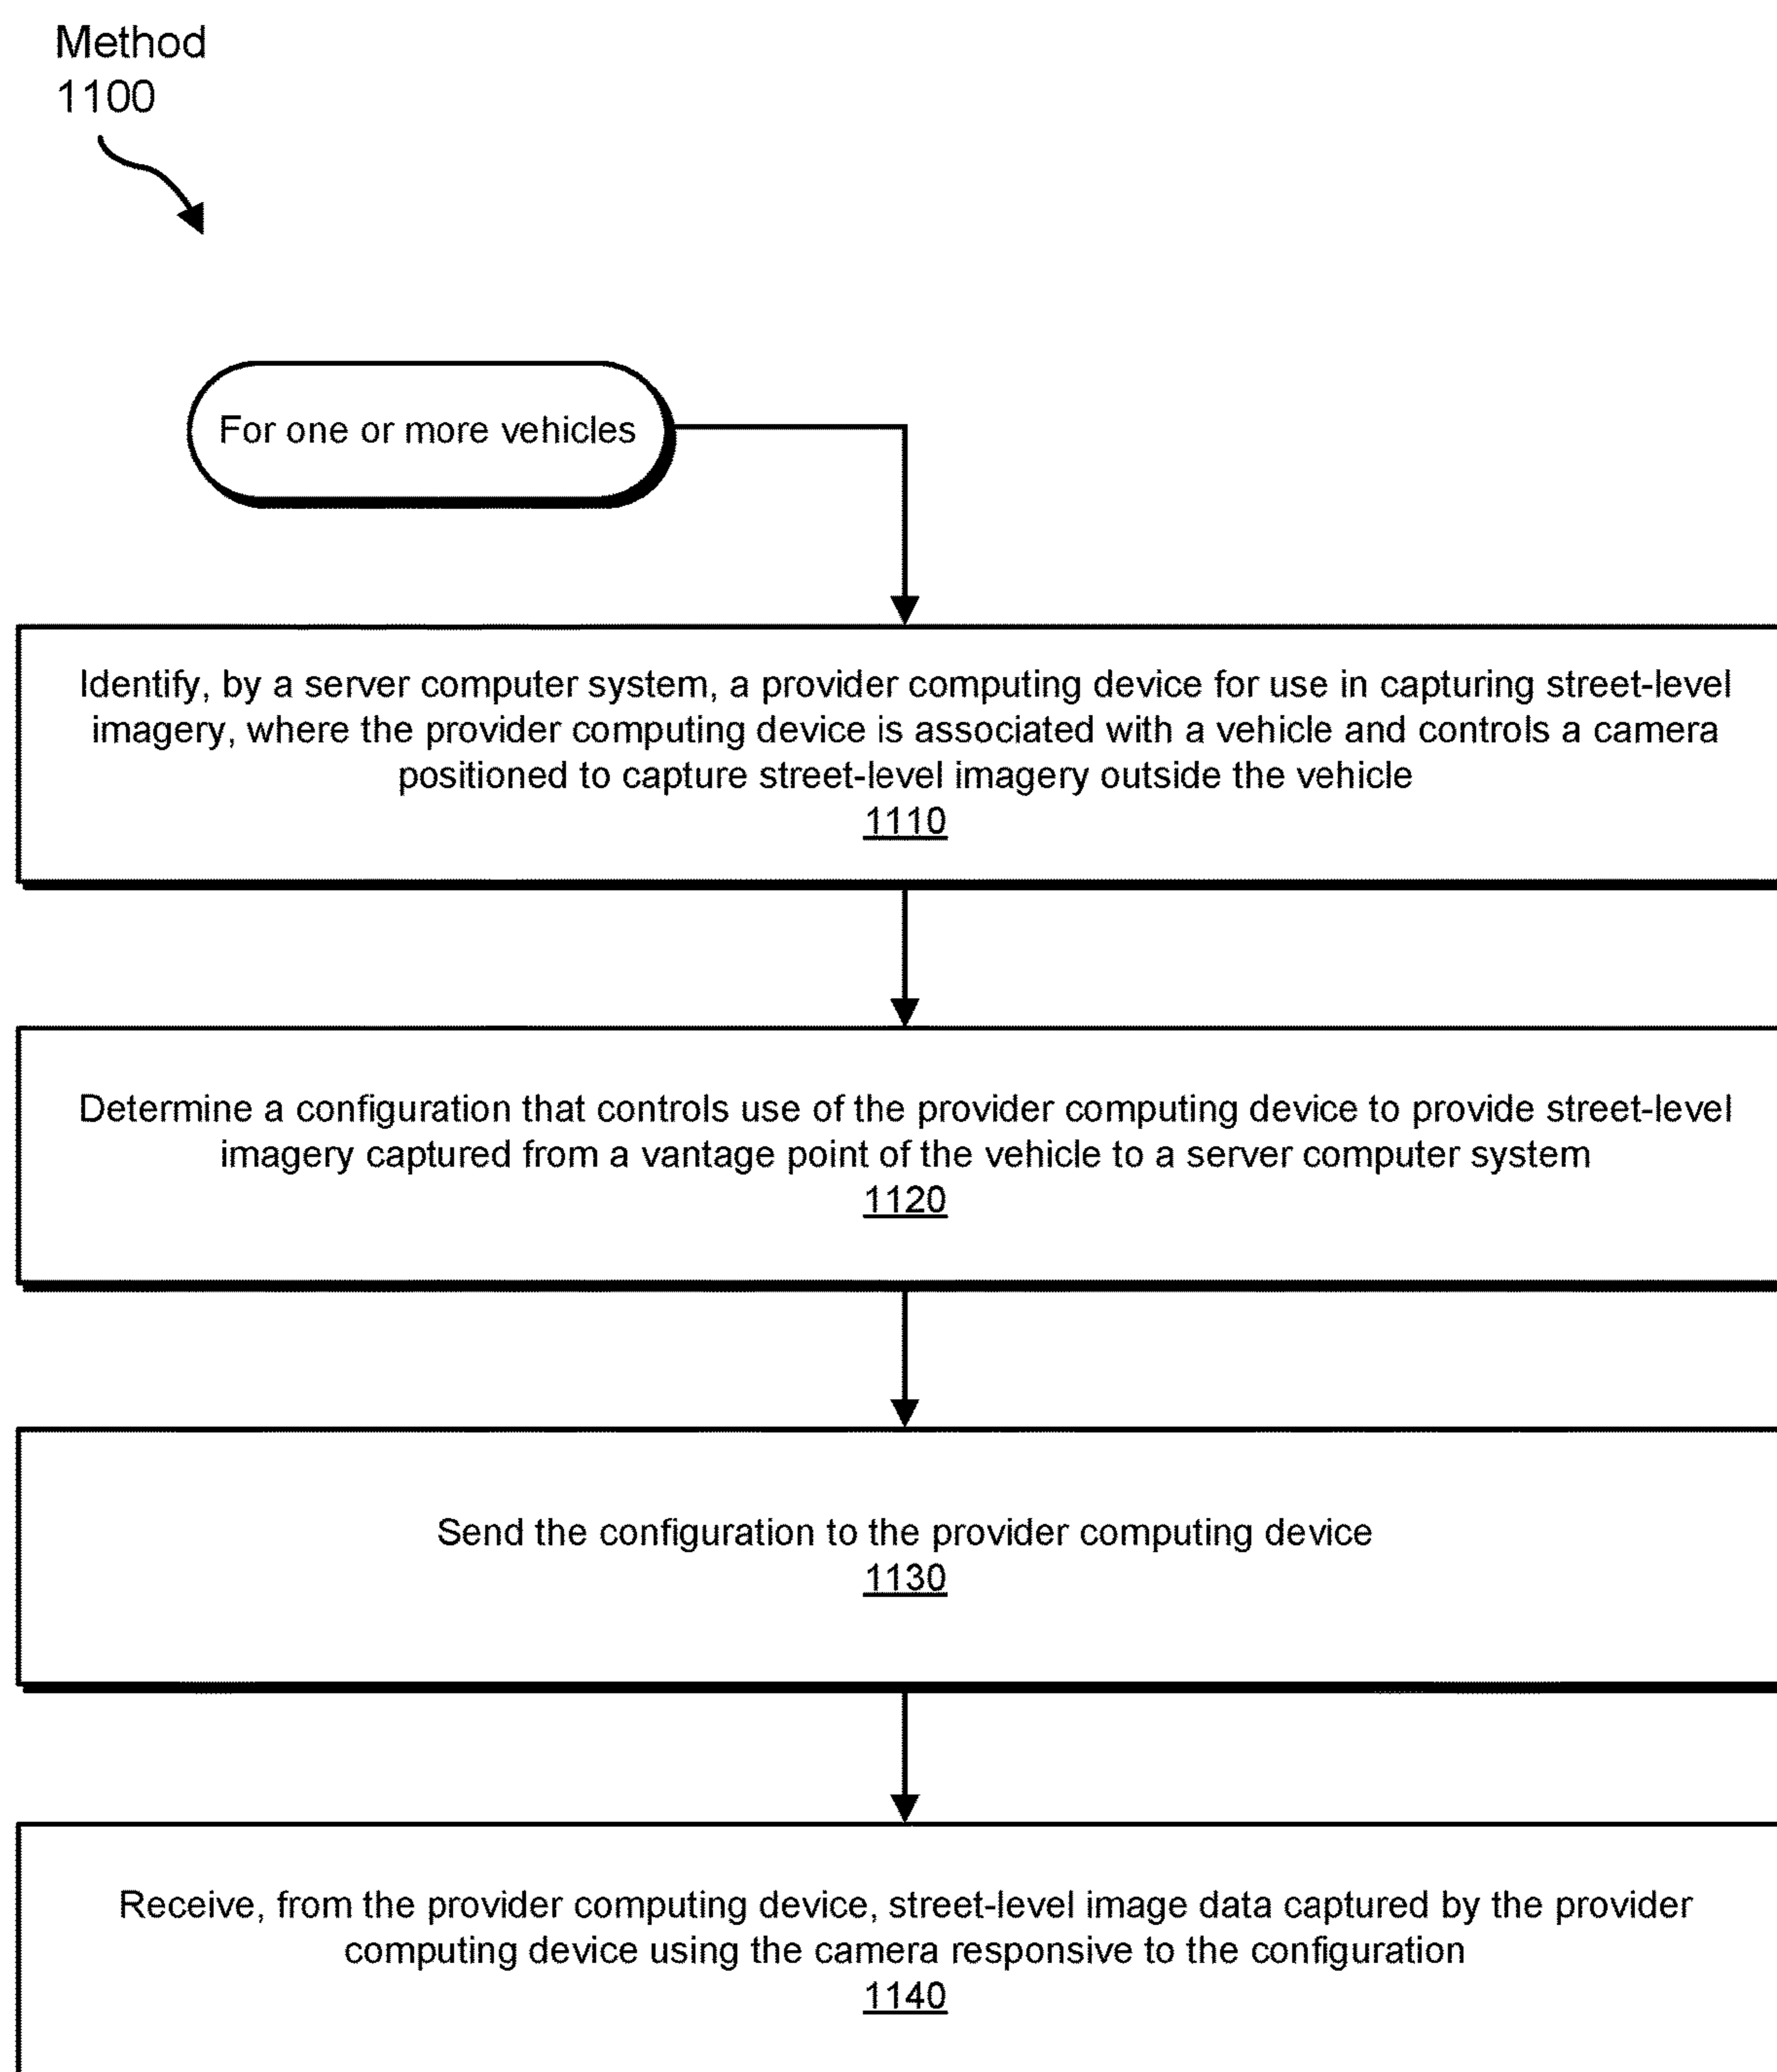 Method
1100
For one or more vehicles
Identify, by a server computer system, a provider computing device for use in capturing street-level
imagery, where the provider computing device is associated with a vehicle and controls a camera
positioned to capture street-level imagery outside the vehicle
1110
Determine a configuration that controls use of the provider computing device to provide street-level
imagery captured from a vantage point of the vehicle to a server computer system
1120
Send the configuration to the provider computing device
1130
Receive, from the provider computing device, street-level image data captured by the provider
computing device using the camera responsive to the configuration
1140